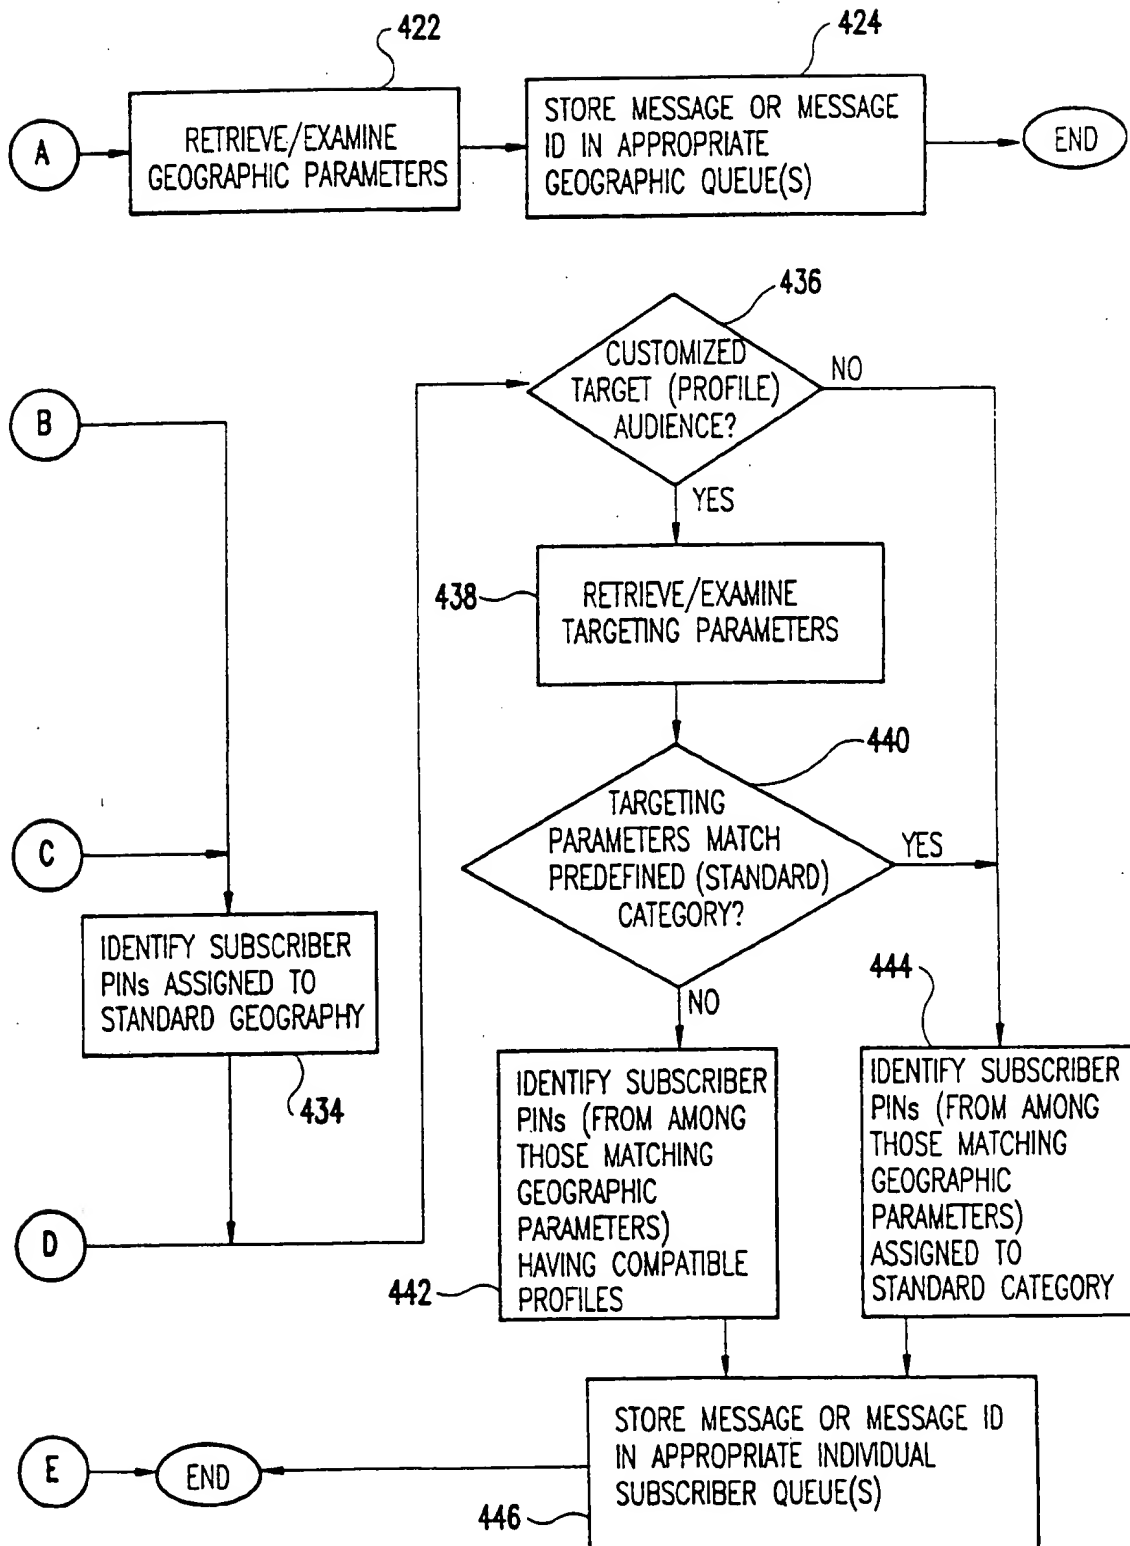 422
424
A
RETRIEVE/EXAMINE
GEOGRAPHIC PARAMETERS
STORE MESSAGE OR MESSAGE
ID IN APPROPRIATE
GEOGRAPHIC QUEUE(S)
END
436
CUSTOMIZED
TARGET (PROFILE)
AUDIENCE?
NO
B
YES
438
RETRIEVE/EXAMINE
TARGETING PARAMETERS
440
TARGETING
PARAMETERS MATCH
PREDEFINED (STANDARD)
CATEGORY?
YES
C
NO
IDENTIFY SUBSCRIBER
PINs ASSIGNED TO
STANDARD GEOGRAPHY
434
444
IDENTIFY SUBSCRIBER
PINs (FROM AMONG
THOSE MATCHING
GEOGRAPHIC
PARAMETERS)
HAVING COMPATIBLE
PROFILES
442
IDENTIFY SUBSCRIBER
PINs (FROM AMONG
THOSE MATCHING
GEOGRAPHIC
PARAMETERS)
ASSIGNED TO
STANDARD CATEGORY
D
STORE MESSAGE OR MESSAGE ID
IN APPROPRIATE INDIVIDUAL
SUBSCRIBER QUEUE(S)
446
E
END